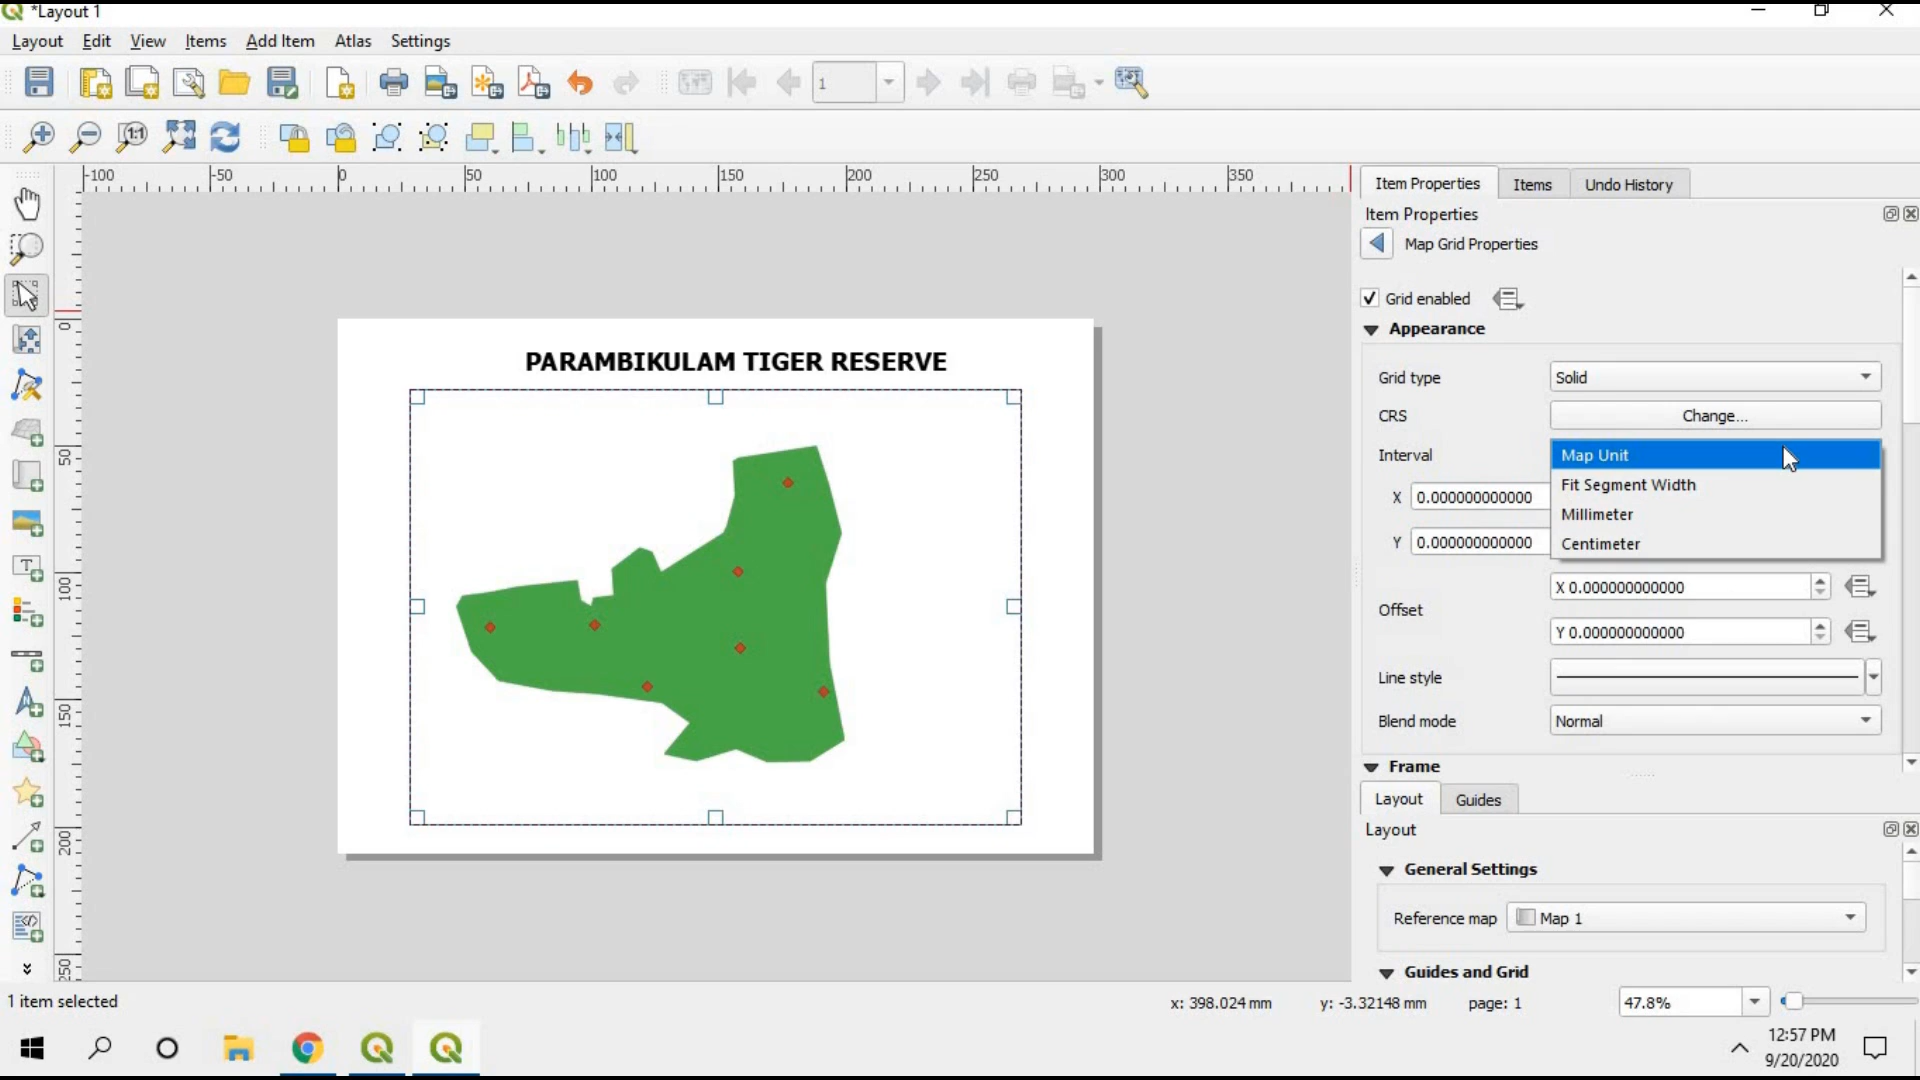 *Layout 1
Layout Edit View Items Add Item Atlas Settings
1
-100 -50 0 50 100 150 200 250 300 350
0
50
100
150
200
250
PARAMBIKULAM TIGER RESERVE
Item Properties Items Undo History
Item Properties
Map Grid Properties
Grid enabled
Appearance
Grid type Solid
CRS Change...
Interval Map Unit
Fit Segment Width
Millimeter
Centimeter
X 0.000000000000
Y 0.000000000000
Offset X 0.000000000000
Y 0.000000000000
Line style
Blend mode Normal
Frame
Layout Guides
Layout
General Settings
Reference map Map 1
Guides and Grid
1 item selected x: 398.024 mm y: -3.32148 mm page: 1 47.8%
12:57 PM
9/20/2020